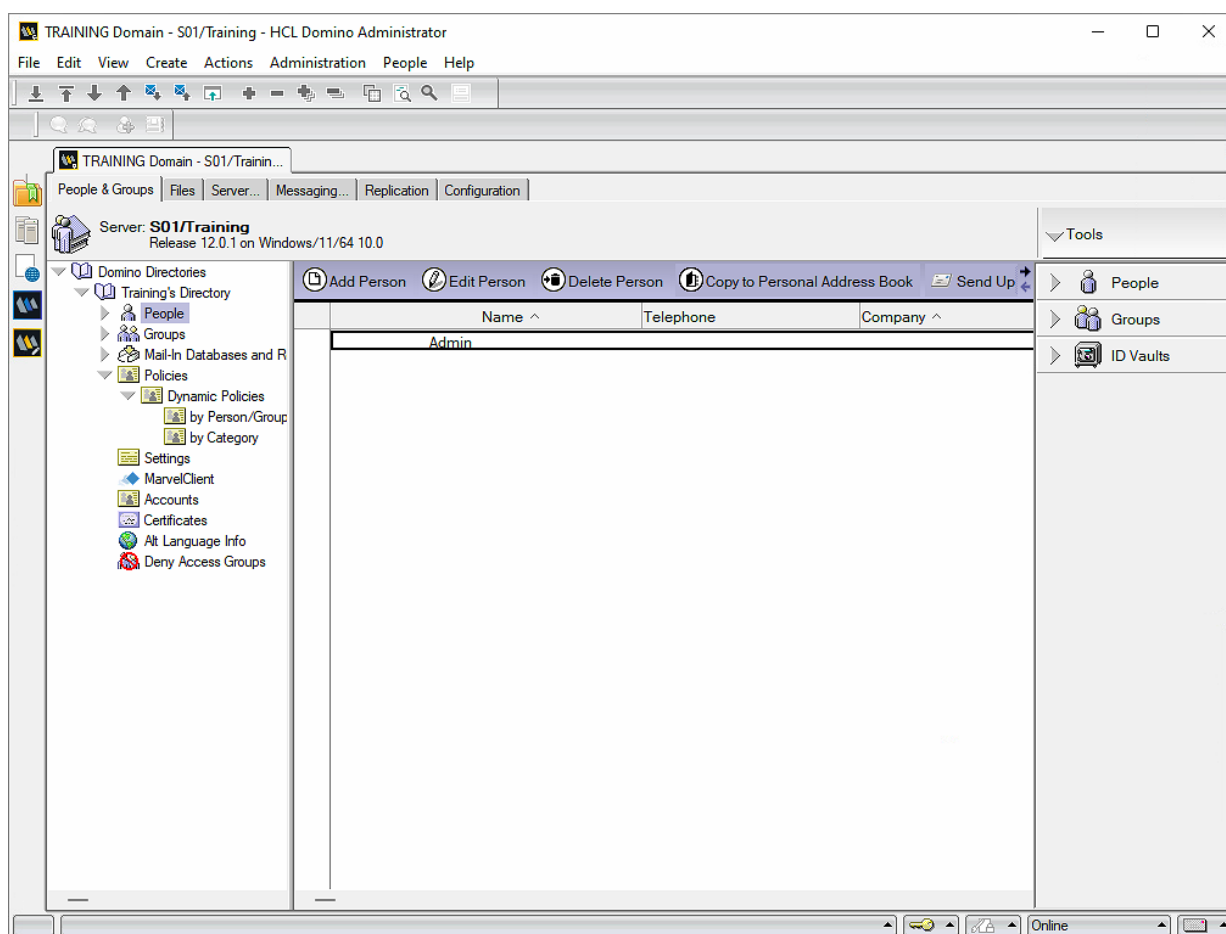 TRAINING Domain - S01/Training - HCL Domino Administrator
File Edit View Create Actions Administration People Help
TRAINING Domain - S01/Trainin...
People & Groups Files Server... Messaging... Replication Configuration
Server: S01/Training
Release 12.0.1 on Windows/11/64 10.0
Tools
Domino Directories
Training's Directory
People
Groups
Mail-In Databases and R
Policies
Dynamic Policies
by Person/Group
by Category
Settings
MarvelClient
Accounts
Certificates
Alt Language Info
Deny Access Groups
Add Person Edit Person Delete Person Copy to Personal Address Book Send Up
Name Telephone Company
Admin
People
Groups
ID Vaults
Online